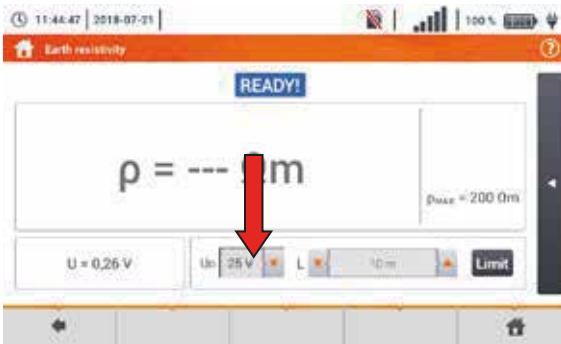 11:44:47 2018-07-21 100 %
Earth resistivity
READY!
ρ = --- Ωm
ρMAX = 200 Ωm
U = 0,26 V
Un 25 V L 10 m Limit